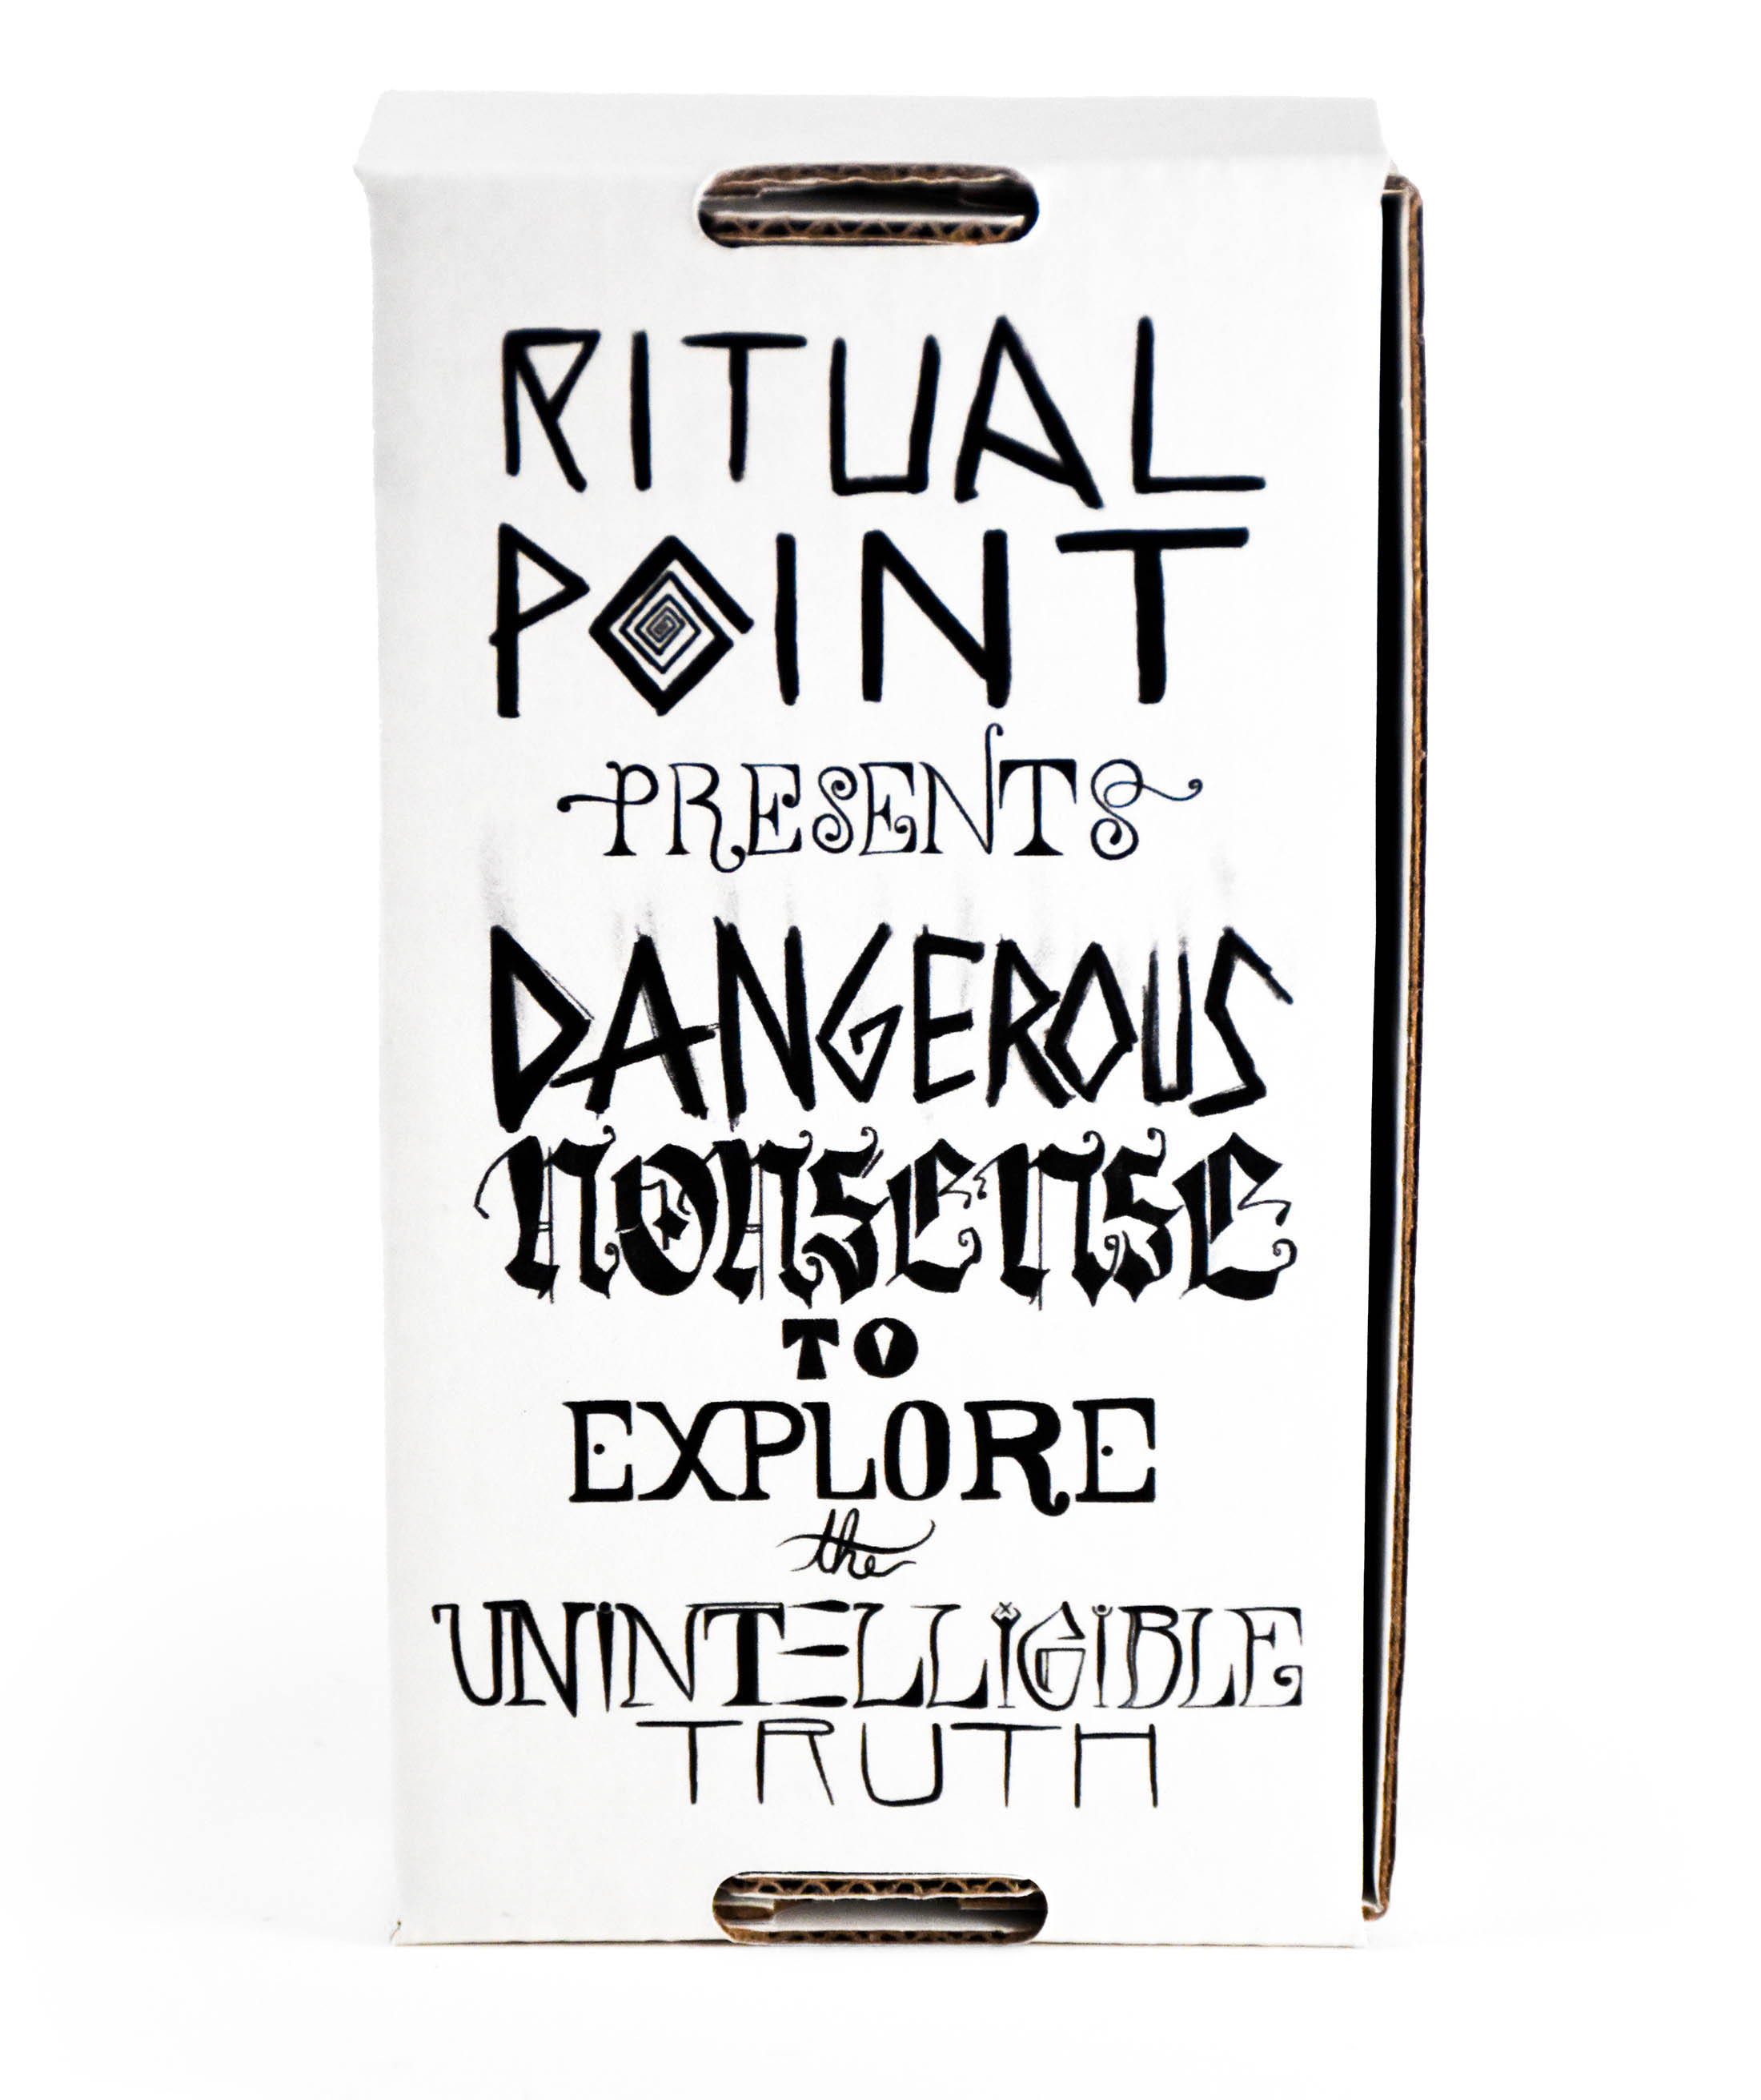 RITUAL
POINT
PRESENTS
DANGEROUS
NONSENSE
TO
EXPLORE
the
UNINTELLIGIBLE
TRUTH